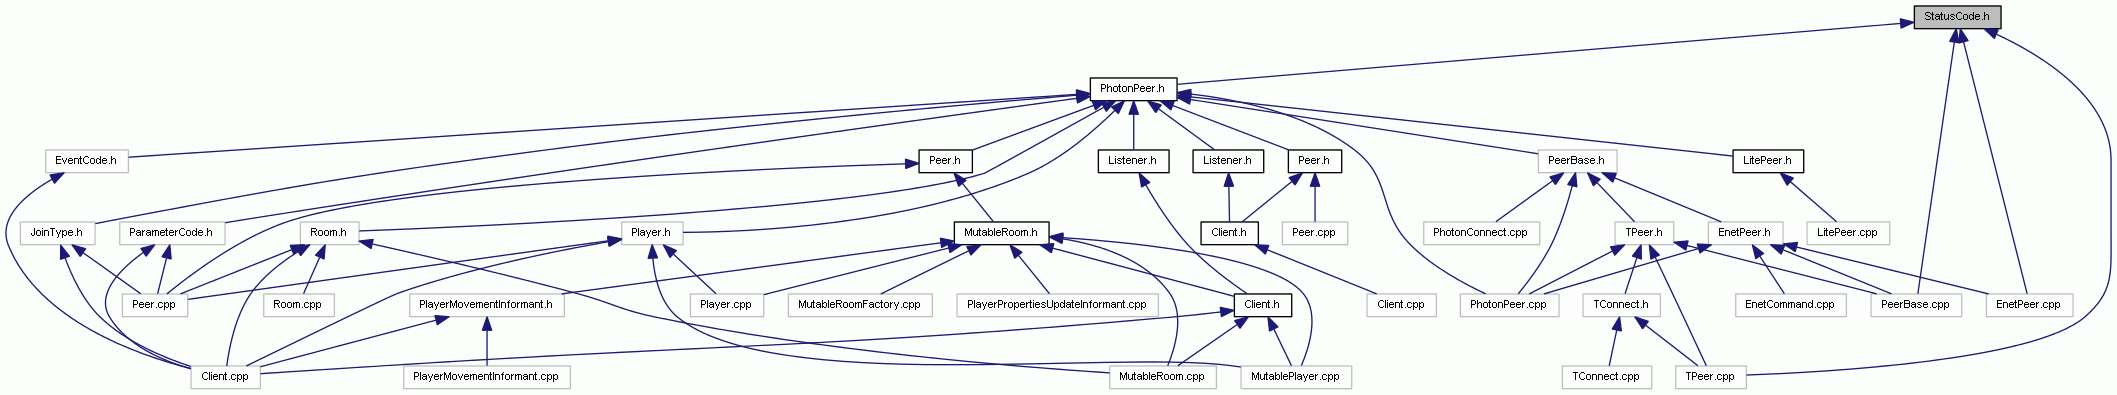 StatusCode.h
PhotonPeer.h
EventCode.h
Peer.h
Listener.h
Listener.h
Peer.h
PeerBase.h
LitePeer.h
JoinType.h
ParameterCode.h
Room.h
Player.h
MutableRoom.h
Client.h
Peer.cpp
PhotonConnect.cpp
TPeer.h
EnetPeer.h
LitePeer.cpp
Peer.cpp
Room.cpp
PlayerMovementInformant.h
Player.cpp
MutableRoomFactory.cpp
PlayerPropertiesUpdateInformant.cpp
Client.h
Client.cpp
PhotonPeer.cpp
TConnect.h
EnetCommand.cpp
PeerBase.cpp
EnetPeer.cpp
Client.cpp
PlayerMovementInformant.cpp
MutableRoom.cpp
MutablePlayer.cpp
TConnect.cpp
TPeer.cpp